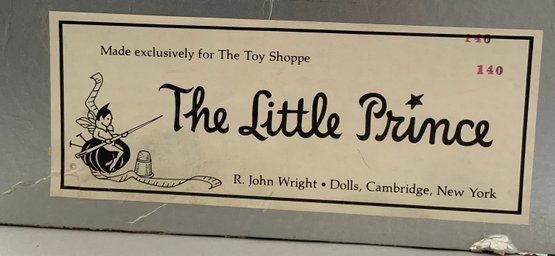 140
Made exclusively for The Toy Shoppe
140
The Little Prince
R. John Wright • Dolls, Cambridge, New York